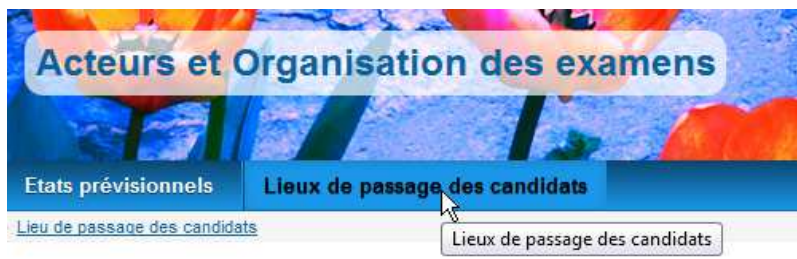 Acteurs et Organisation des examens
Etats prévisionnels Lieux de passage des candidats
Lieu de passage des candidats
Lieux de passage des candidats